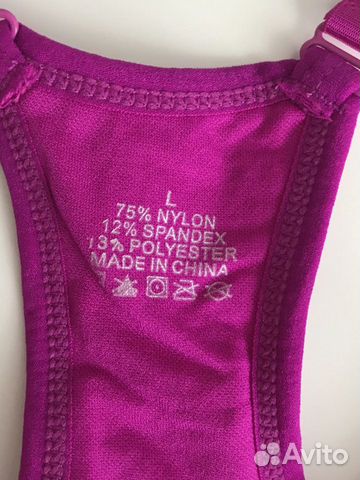 L
75% NYLON
12% SPANDEX
13% POLYESTER
MADE IN CHINA
Avito